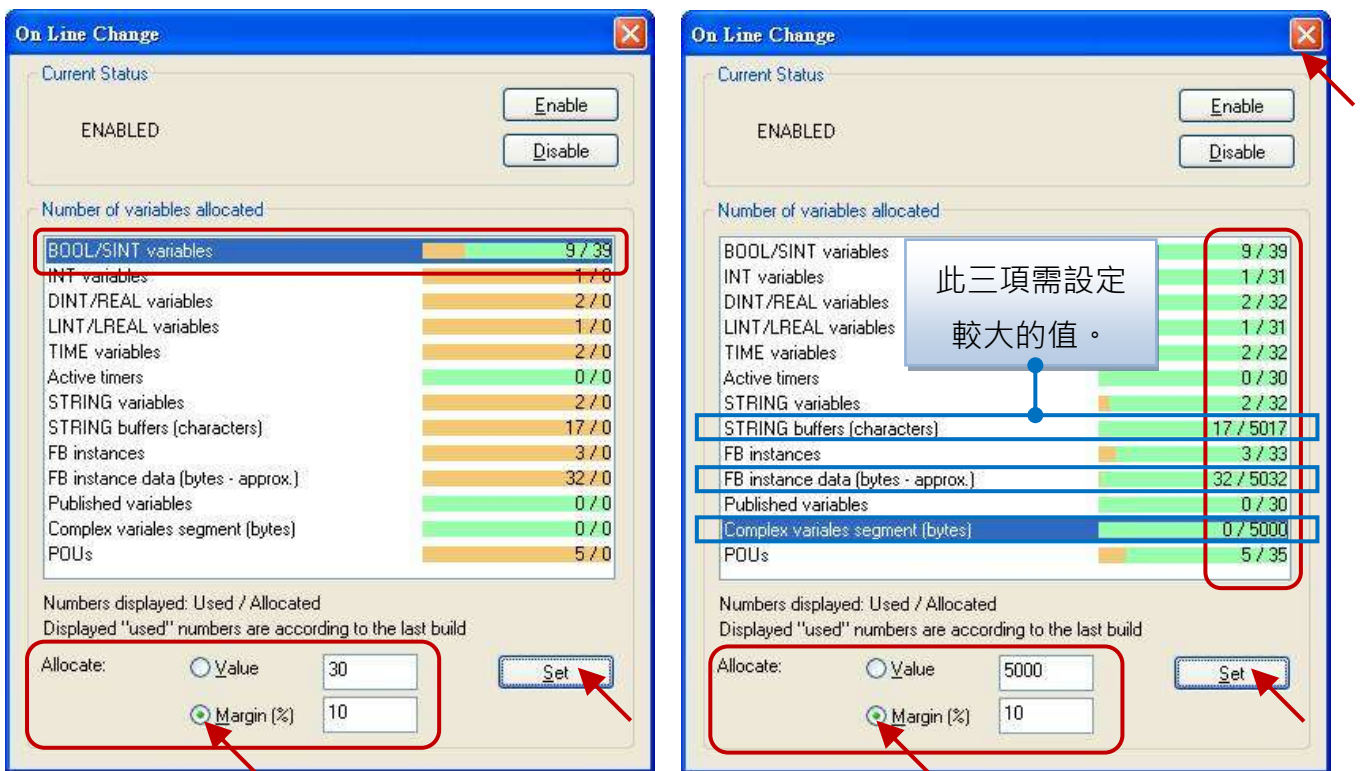 On Line Change
Current Status
ENABLED
Enable
Disable
Number of variables allocated
BOOL/SINT variables 9 / 39
INT variables 1 / 0
DINT/REAL variables 2 / 0
LINT/LREAL variables 1 / 0
TIME variables 2 / 0
Active timers 0 / 0
STRING variables 2 / 0
STRING buffers (characters) 17 / 0
FB instances 3 / 0
FB instance data (bytes - approx.) 32 / 0
Published variables 0 / 0
Complex variales segment (bytes) 0 / 0
POUs 5 / 0
Numbers displayed: Used / Allocated
Displayed "used" numbers are according to the last build
Allocate: Value 30 Set
Margin (%) 10
On Line Change
Current Status
ENABLED
Enable
Disable
Number of variables allocated
BOOL/SINT variables 9 / 39
INT variables 1 / 31
DINT/REAL variables 2 / 32
LINT/LREAL variables 1 / 31
TIME variables 2 / 32
Active timers 0 / 30
STRING variables 2 / 32
STRING buffers (characters) 17 / 5017
FB instances 3 / 33
FB instance data (bytes - approx.) 32 / 5032
Published variables 0 / 30
Complex variales segment (bytes) 0 / 5000
POUs 5 / 35
此三項需設定
較大的值。
Numbers displayed: Used / Allocated
Displayed "used" numbers are according to the last build
Allocate: Value 5000 Set
Margin (%) 10